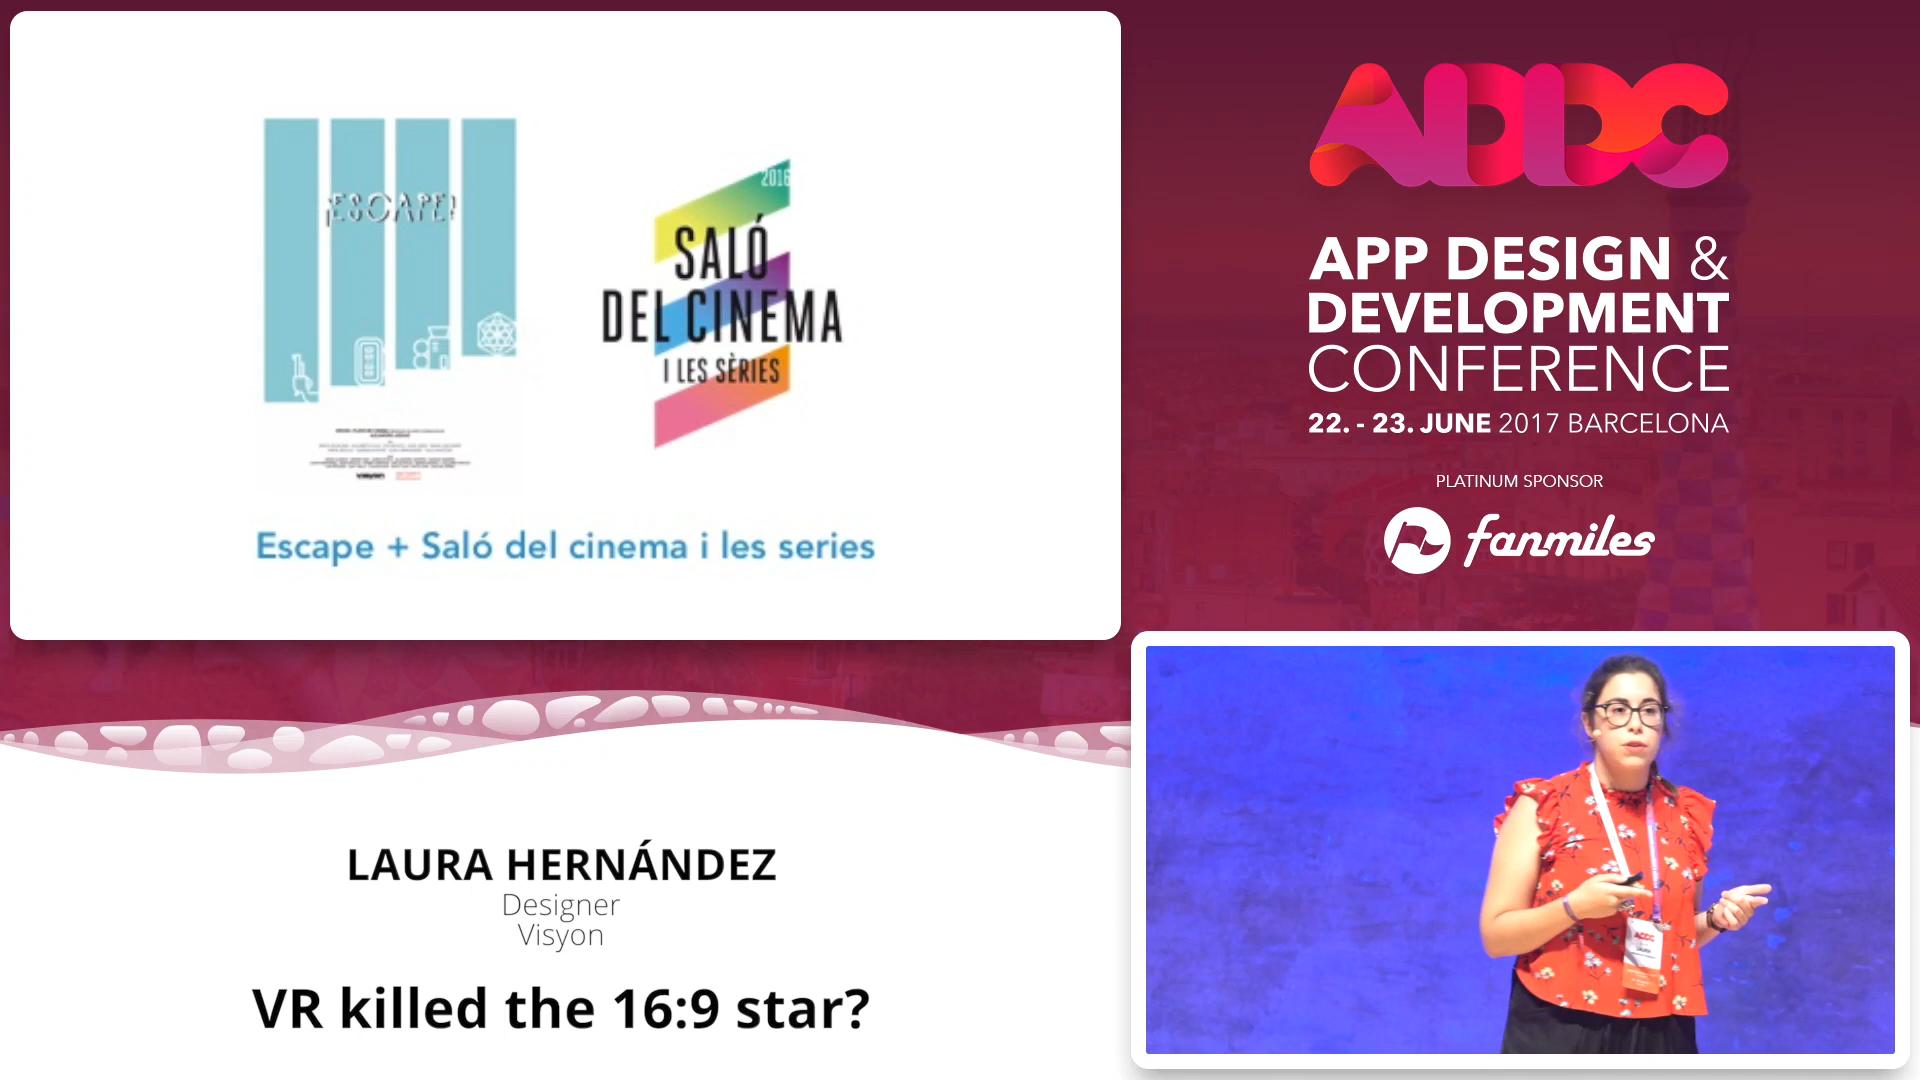 ¡ESCAPE!
2016
SALÓ
DEL CINEMA
I LES SÈRIES
Escape + Saló del cinema i les series
ADDC
APP DESIGN &
DEVELOPMENT
CONFERENCE
22. - 23. JUNE 2017 BARCELONA
PLATINUM SPONSOR
fanmiles
LAURA HERNÁNDEZ
Designer
Visyon
VR killed the 16:9 star?
ADDC